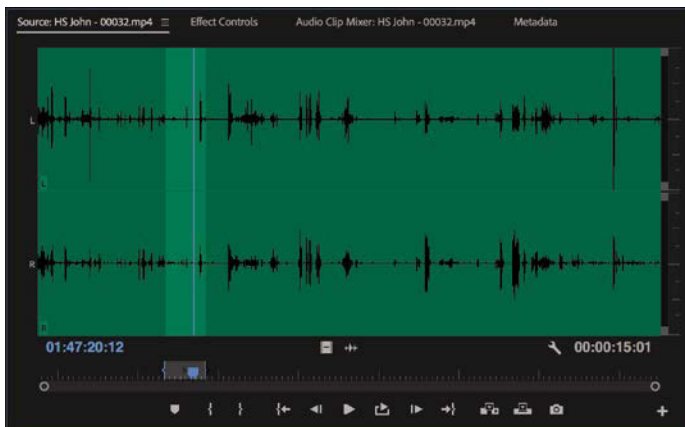 Source: HS John - 00032.mp4 Effect Controls Audio Clip Mixer: HS John - 00032.mp4 Metadata
L
L
R
R
01:47:20:12 00:00:15:01